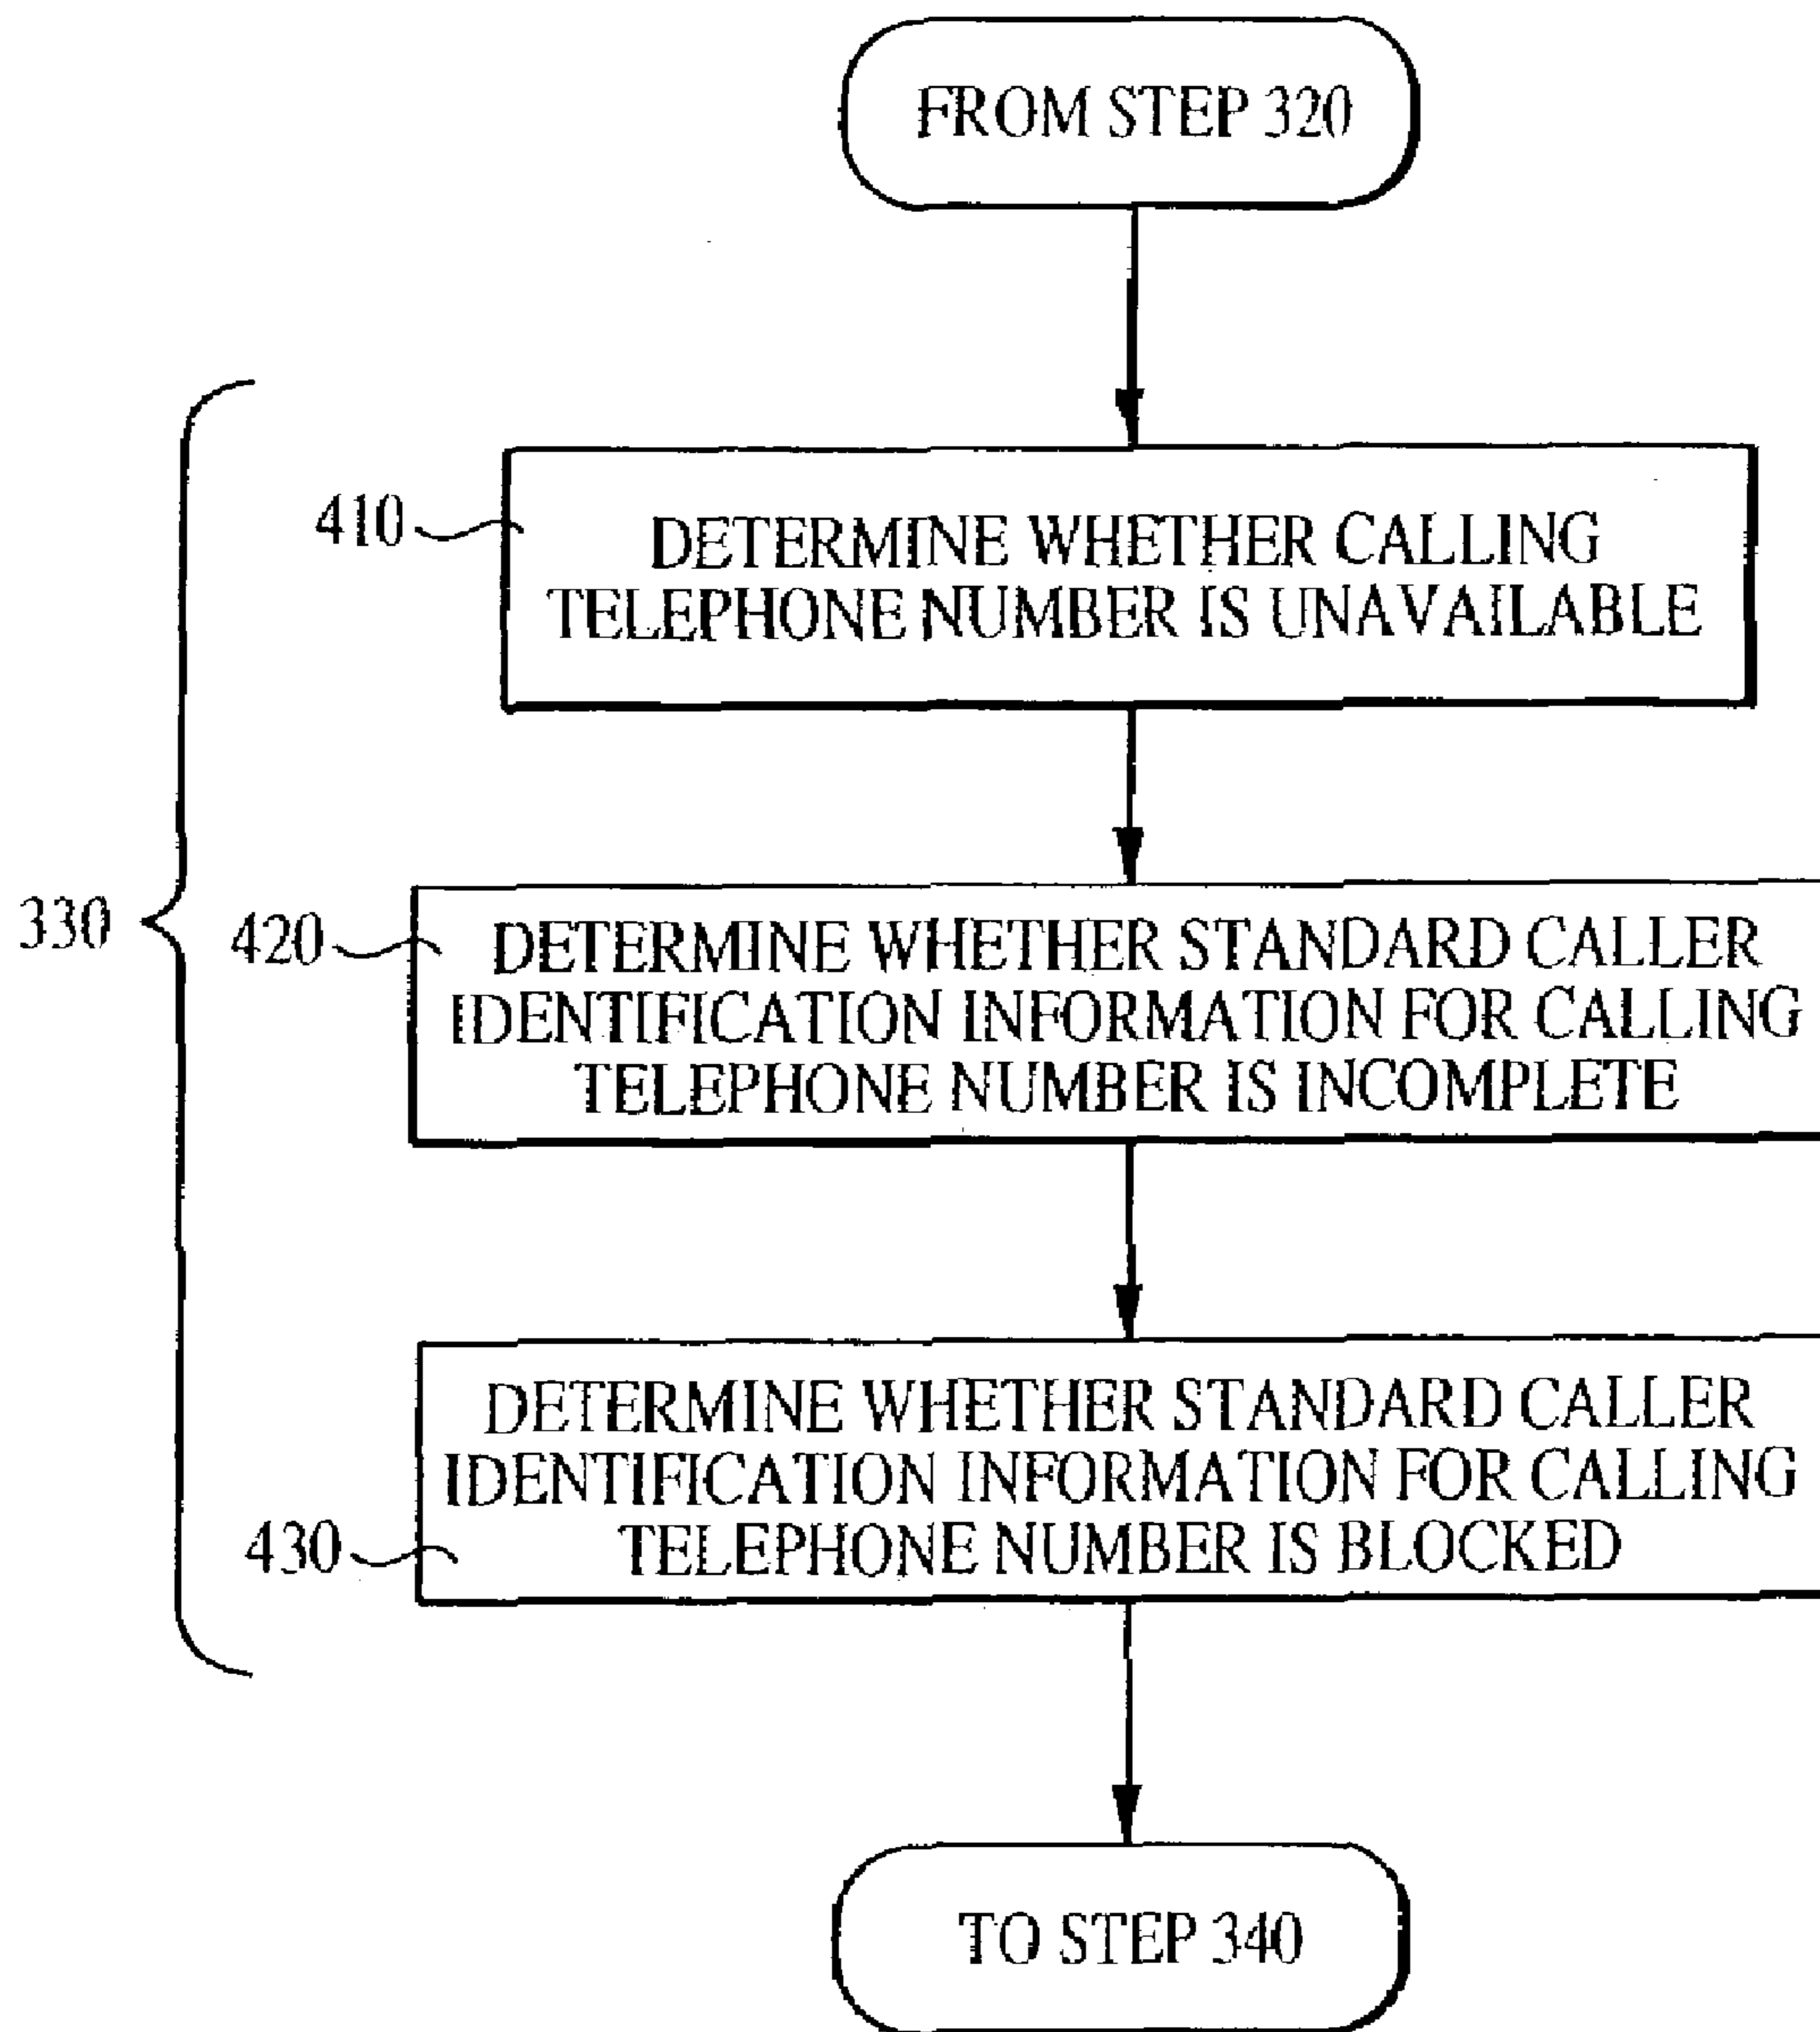 FROM STEP 320
410
DETERMINE WHETHER CALLING
TELEPHONE NUMBER IS UNAVAILABLE
330
420
DETERMINE WHETHER STANDARD CALLER
IDENTIFICATION INFORMATION FOR CALLING
TELEPHONE NUMBER IS INCOMPLETE
DETERMINE WHETHER STANDARD CALLER
IDENTIFICATION INFORMATION FOR CALLING
TELEPHONE NUMBER IS BLOCKED
430
TO STEP 340